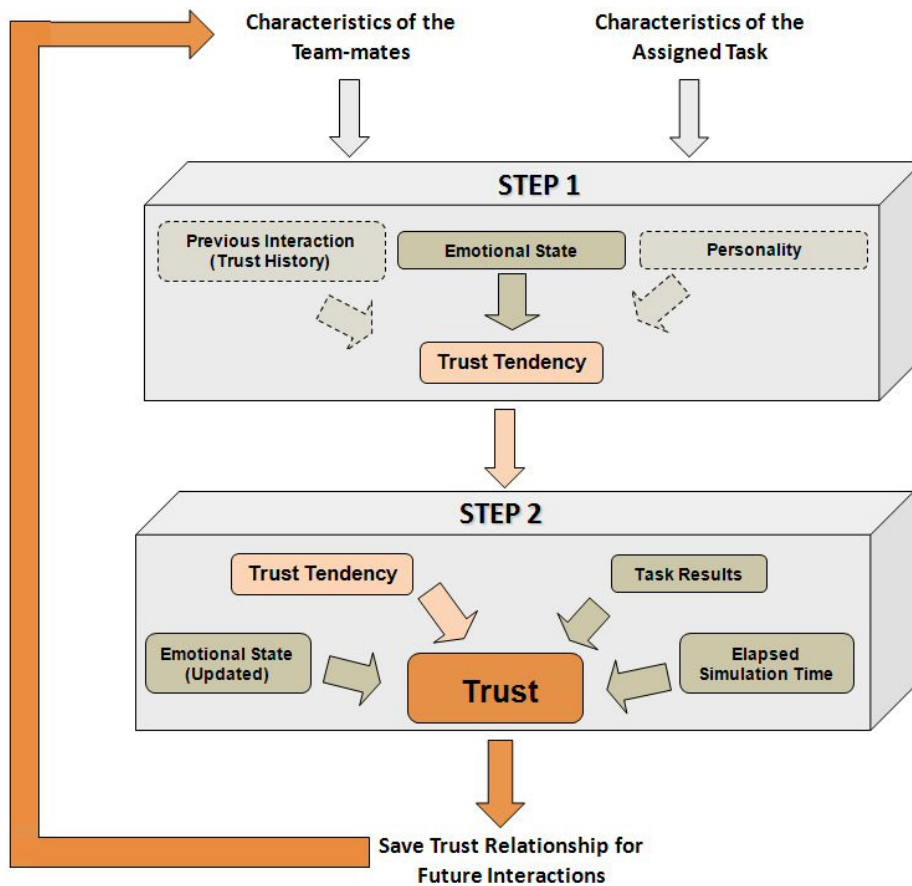 Characteristics of the
Team-mates
Characteristics of the
Assigned Task
STEP 1
Previous Interaction
(Trust History)
Emotional State
Personality
Trust Tendency
STEP 2
Trust Tendency
Task Results
Emotional State
(Updated)
Trust
Elapsed
Simulation Time
Save Trust Relationship for
Future Interactions